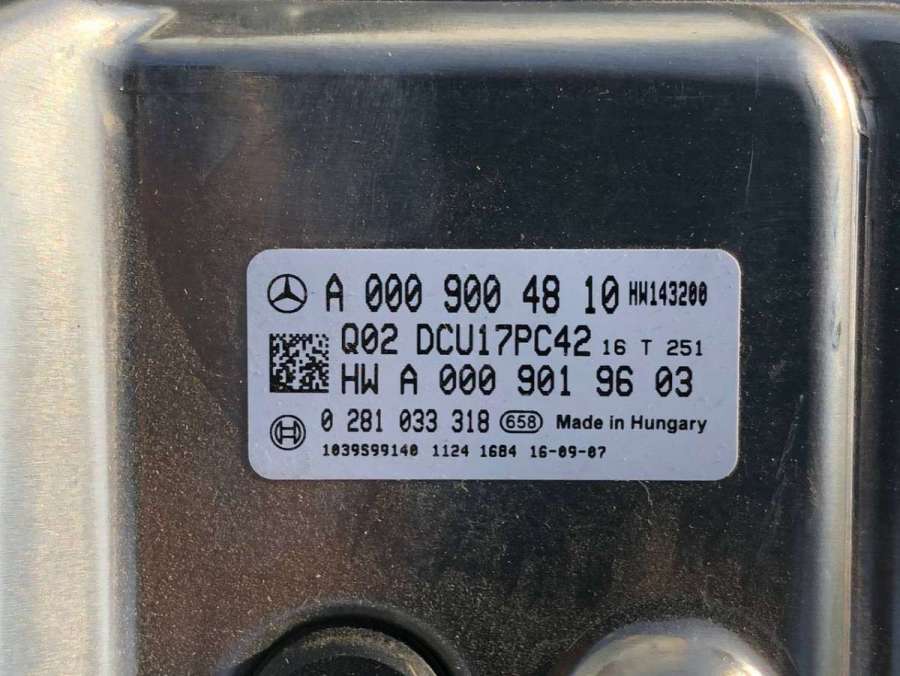 A 000 900 48 10 HW143200
Q02 DCU17PC42 16 T 251
HW A 000 901 96 03
0 281 033 318 658 Made in Hungary
1039S99140 1124 1684 16-09-07